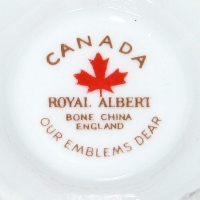 CANADA
ROYAL ALBERT
BONE CHINA
ENGLAND
OUR EMBLEMS DEAR